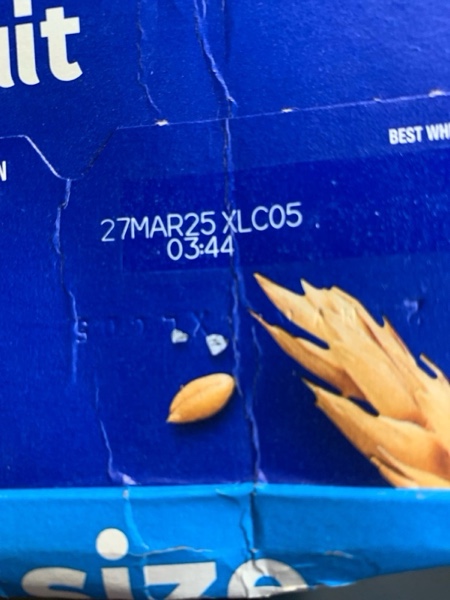 uit
N
BEST WH
27MAR25 XLC05
03:44
size